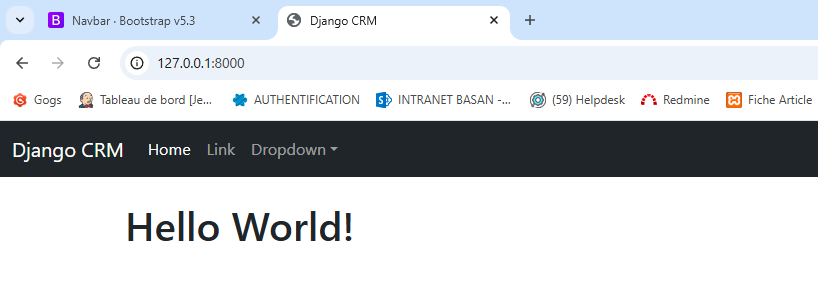 Navbar · Bootstrap v5.3 Django CRM
127.0.0.1:8000
Gogs Tableau de bord [Je... AUTHENTIFICATION INTRANET BASAN -... (59) Helpdesk Redmine Fiche Article
Django CRM Home Link Dropdown
Hello World!